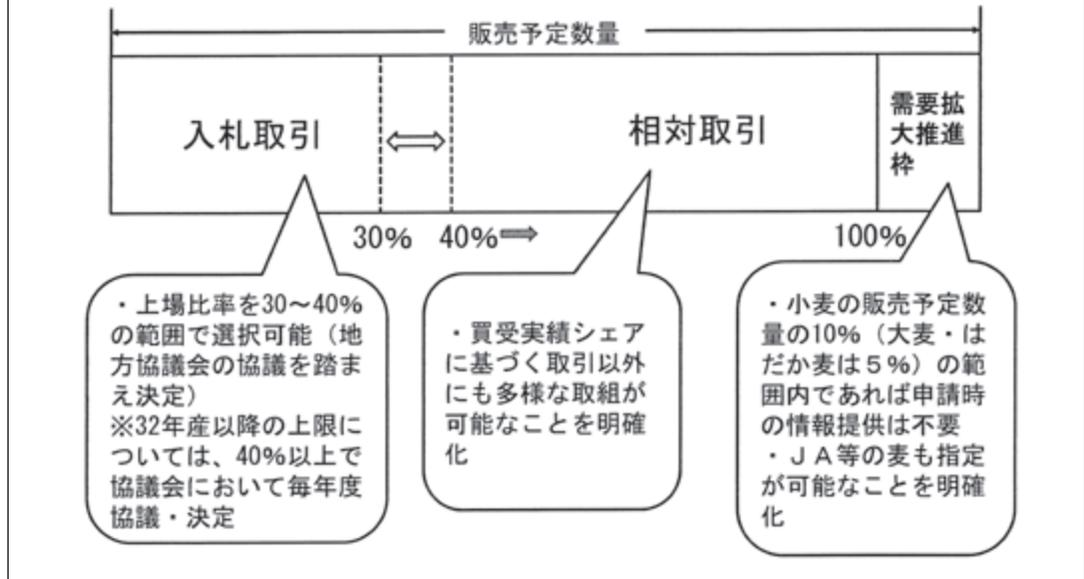 販売予定数量
入札取引
相対取引
需要拡
大推進
枠
30%
40%
100%
・上場比率を30～40%
の範囲で選択可能（地
方協議会の協議を踏ま
え決定）
※32年産以降の上限に
ついては、40%以上で
協議会において毎年度
協議・決定
・買受実績シェア
に基づく取引以外
にも多様な取組が
可能なことを明確
化
・小麦の販売予定数
量の10%（大麦・は
だか麦は５%）の範
囲内であれば申請時
の情報提供は不要
・ＪＡ等の麦も指定
が可能なことを明確
化